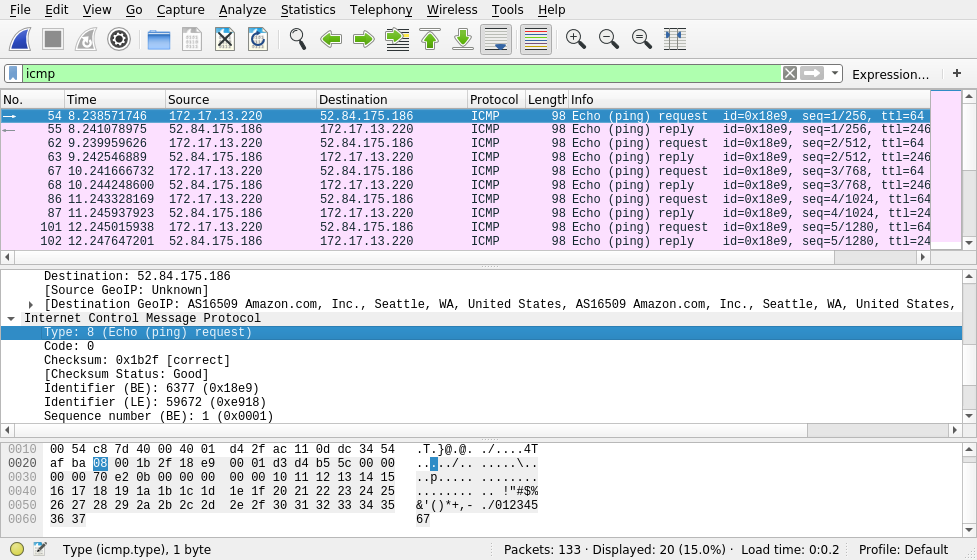 File Edit View Go Capture Analyze Statistics Telephony Wireless Tools Help
icmp Expression... +
No. Time Source Destination Protocol Length Info
54 8.238571746 172.17.13.220 52.84.175.186 ICMP 98 Echo (ping) request id=0x18e9, seq=1/256, ttl=64
55 8.241078975 52.84.175.186 172.17.13.220 ICMP 98 Echo (ping) reply id=0x18e9, seq=1/256, ttl=246
62 9.239959626 172.17.13.220 52.84.175.186 ICMP 98 Echo (ping) request id=0x18e9, seq=2/512, ttl=64
63 9.242546889 52.84.175.186 172.17.13.220 ICMP 98 Echo (ping) reply id=0x18e9, seq=2/512, ttl=246
67 10.241666732 172.17.13.220 52.84.175.186 ICMP 98 Echo (ping) request id=0x18e9, seq=3/768, ttl=64
68 10.244248600 52.84.175.186 172.17.13.220 ICMP 98 Echo (ping) reply id=0x18e9, seq=3/768, ttl=246
86 11.243328169 172.17.13.220 52.84.175.186 ICMP 98 Echo (ping) request id=0x18e9, seq=4/1024, ttl=64
87 11.245937923 52.84.175.186 172.17.13.220 ICMP 98 Echo (ping) reply id=0x18e9, seq=4/1024, ttl=24
101 12.245015938 172.17.13.220 52.84.175.186 ICMP 98 Echo (ping) request id=0x18e9, seq=5/1280, ttl=64
102 12.247647201 52.84.175.186 172.17.13.220 ICMP 98 Echo (ping) reply id=0x18e9, seq=5/1280, ttl=24
Destination: 52.84.175.186
[Source GeoIP: Unknown]
[Destination GeoIP: AS16509 Amazon.com, Inc., Seattle, WA, United States, AS16509 Amazon.com, Inc., Seattle, WA, United States,
Internet Control Message Protocol
Type: 8 (Echo (ping) request)
Code: 0
Checksum: 0x1b2f [correct]
[Checksum Status: Good]
Identifier (BE): 6377 (0x18e9)
Identifier (LE): 59672 (0xe918)
Sequence number (BE): 1 (0x0001)
0010 00 54 c8 7d 40 00 40 01 d4 2f ac 11 0d dc 34 54 .T.}@.@. ./....4T
0020 af ba 08 00 1b 2f 18 e9 00 01 d3 d4 b5 5c 00 00 ...../.. .....\..
0030 00 00 70 e2 0b 00 00 00 00 00 10 11 12 13 14 15 ..p..... ........
0040 16 17 18 19 1a 1b 1c 1d 1e 1f 20 21 22 23 24 25 ........ .. !"#$%
0050 26 27 28 29 2a 2b 2c 2d 2e 2f 30 31 32 33 34 35 &'()*+,- ./012345
0060 36 37 67
Type (icmp.type), 1 byte Packets: 133 · Displayed: 20 (15.0%) · Load time: 0:0.2 Profile: Default